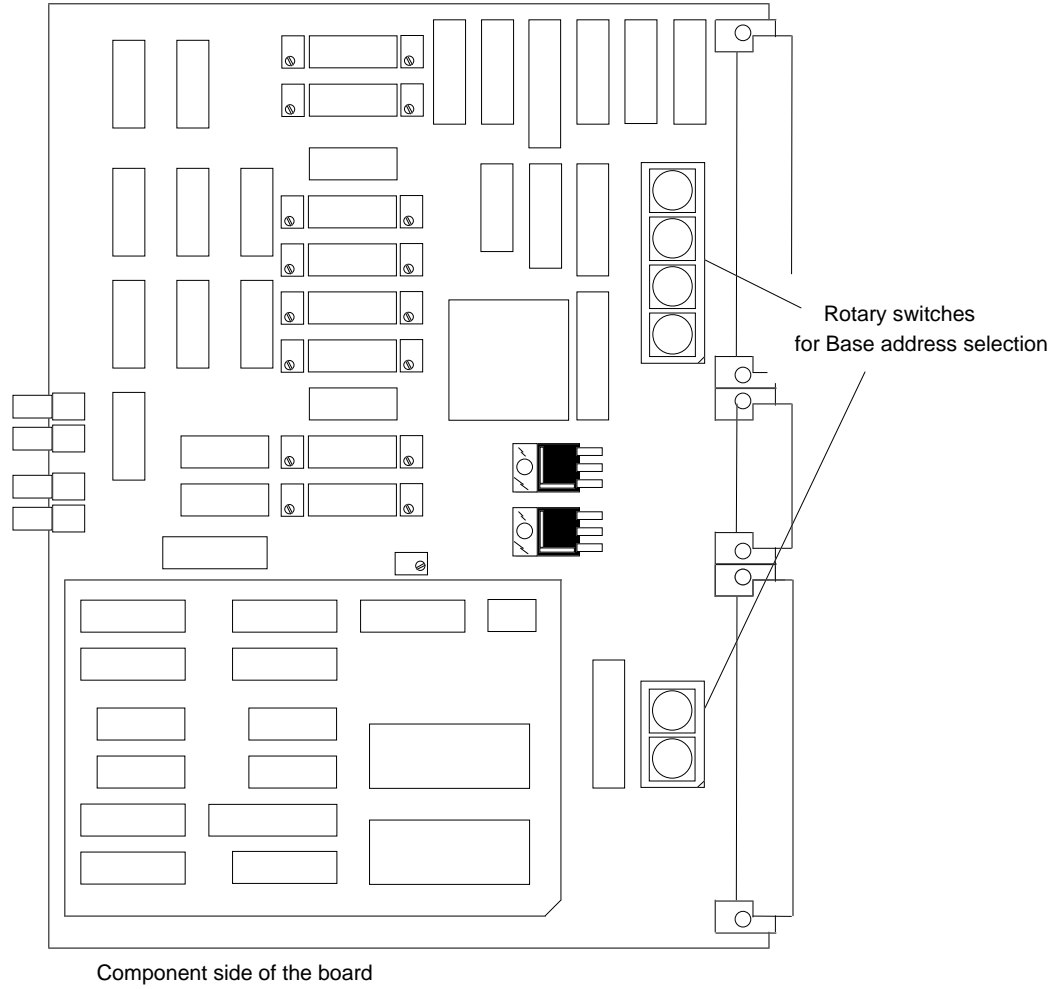 Rotary switches
for Base address selection
Component side of the board